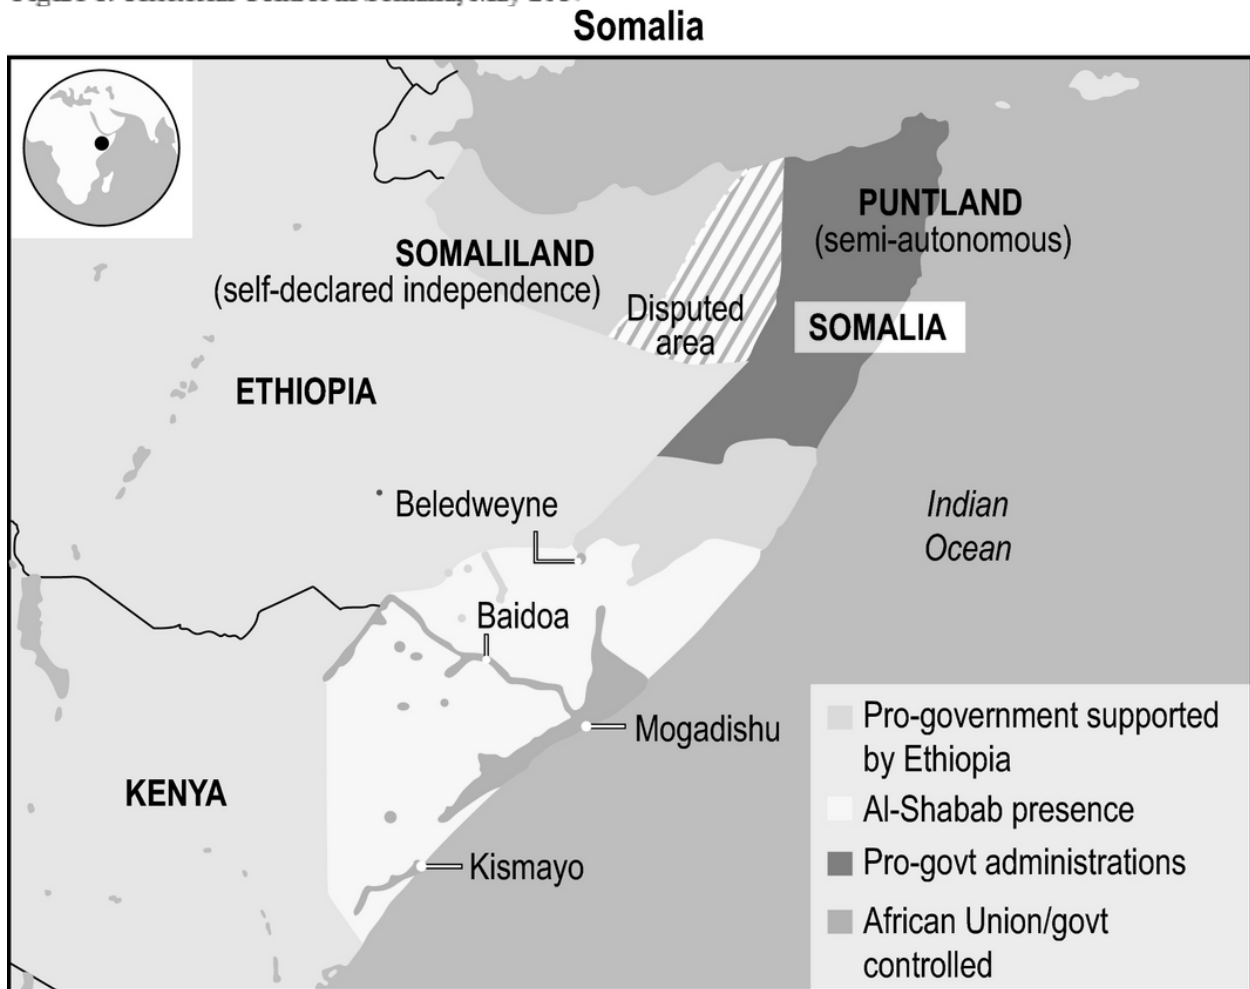 Somalia
PUNTLAND
(semi-autonomous)
SOMALILAND
(self-declared independence)
Disputed
area
SOMALIA
ETHIOPIA
Beledweyne
Indian
Ocean
Baidoa
Mogadishu
KENYA
Kismayo
Pro-government supported
by Ethiopia
Al-Shabab presence
Pro-govt administrations
African Union/govt
controlled